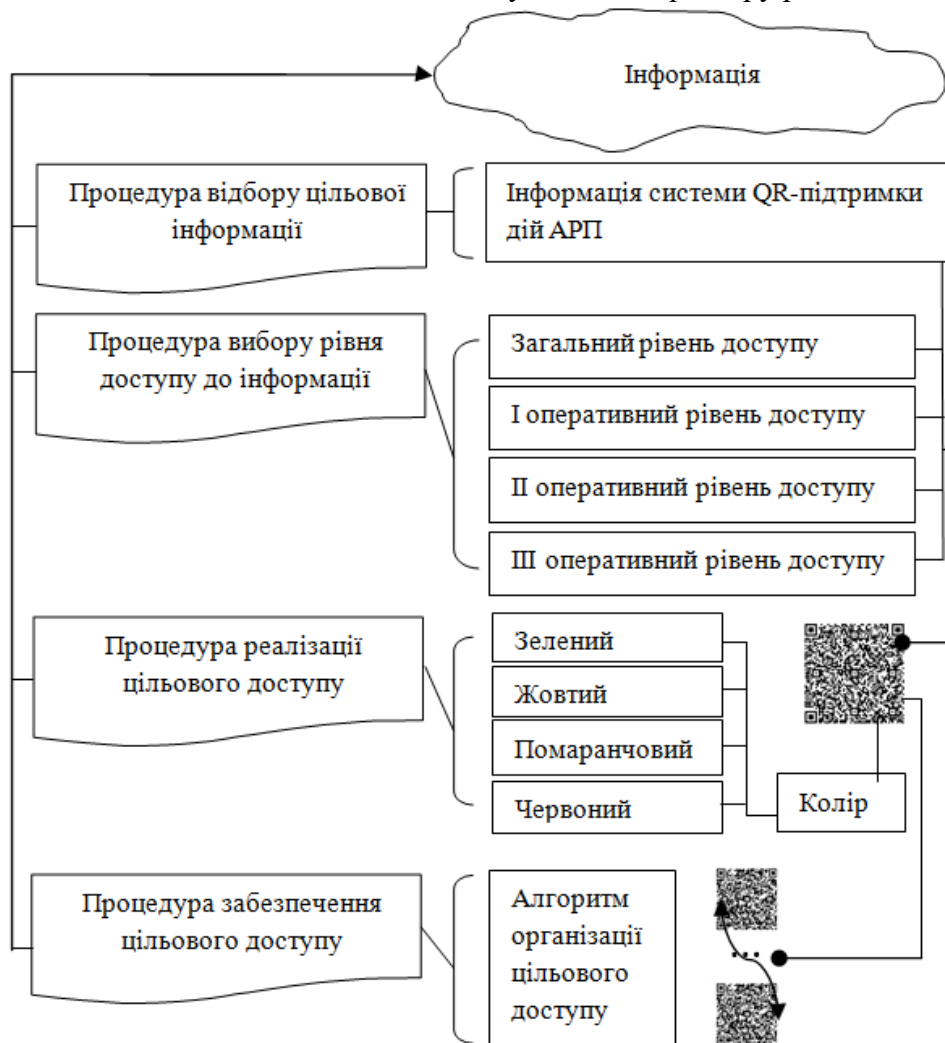 Інформація
Процедура відбору цільової
інформації
Інформація системи QR-підтримки
дій АРП
Процедура вибору рівня
доступу до інформації
Загальний рівень доступу
І оперативний рівень доступу
ІІ оперативний рівень доступу
ІІІ оперативний рівень доступу
Процедура реалізації
цільового доступу
Зелений
Жовтий
Помаранчовий
Червоний
Колір
Процедура забезпечення
цільового доступу
Алгоритм
організації
цільового
доступу
...